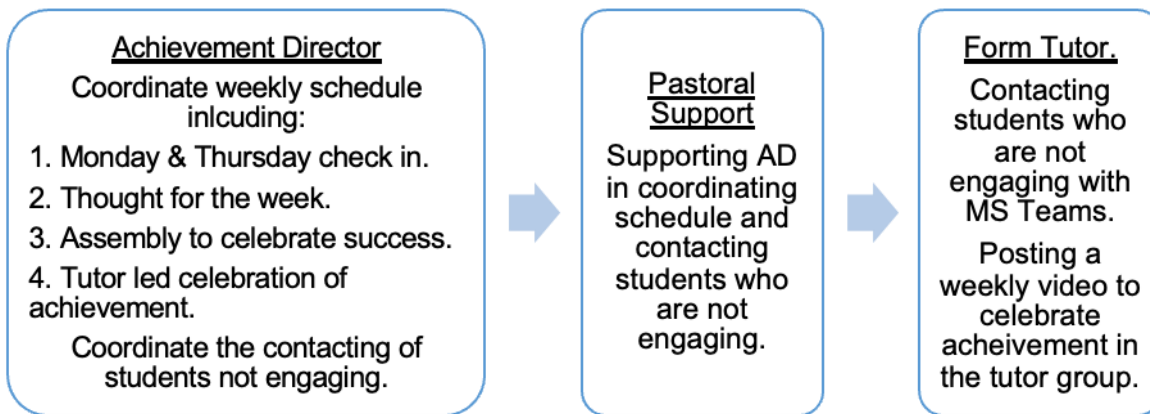 Achievement Director
Coordinate weekly schedule
inlcuding:
1. Monday & Thursday check in.
2. Thought for the week.
3. Assembly to celebrate success.
4. Tutor led celebration of
achievement.
Coordinate the contacting of
students not engaging.
Pastoral
Support
Supporting AD
in coordinating
schedule and
contacting
students who
are not
engaging.
Form Tutor.
Contacting
students who
are not
engaging with
MS Teams.
Posting a
weekly video to
celebrate
acheivement in
the tutor group.